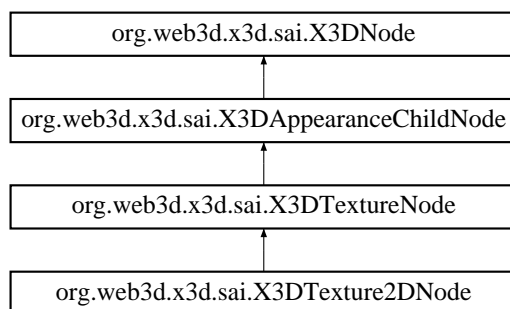 org.web3d.x3d.sai.X3DNode
org.web3d.x3d.sai.X3DAppearanceChildNode
org.web3d.x3d.sai.X3DTextureNode
org.web3d.x3d.sai.X3DTexture2DNode